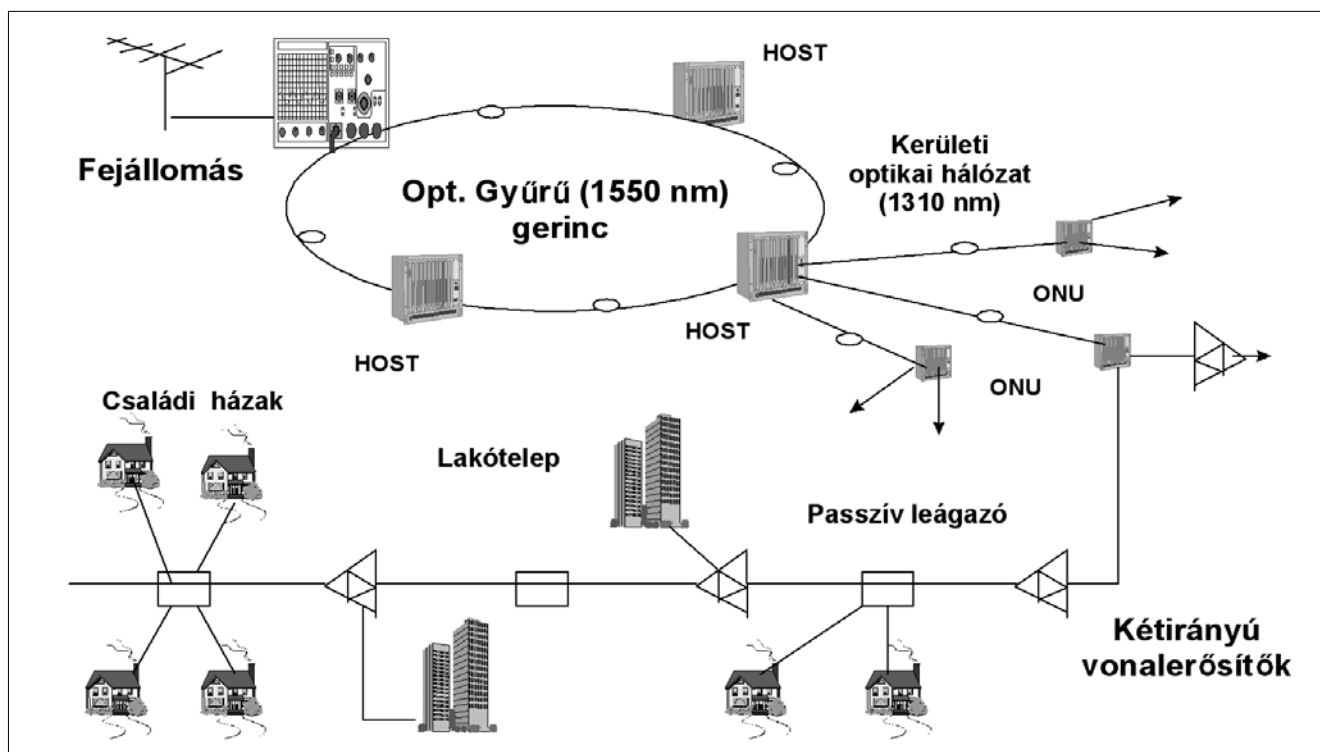 HOST
Fejállomás
Kerületi
optikai hálózat
(1310 nm)
Opt. Gyűrű (1550 nm)
gerinc
ONU
HOST
HOST
ONU
Családi házak
Lakótelep
Passzív leágazó
Kétirányú
vonalerősítők